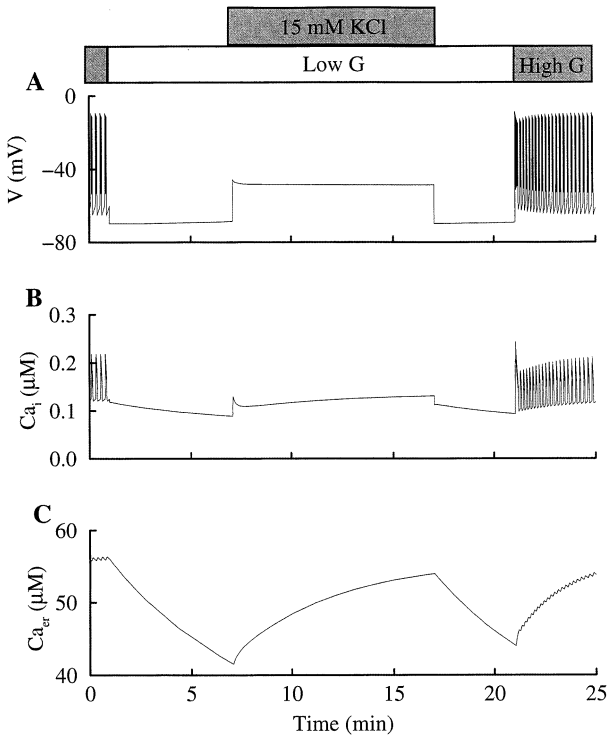 15 mM KCl
Low G
High G
A
0
−40
−80
V (mV)
B
0.3
0.2
0.1
0.0
Ca_i (μM)
C
60
50
40
Ca_er (μM)
0 5 10 15 20 25
Time (min)